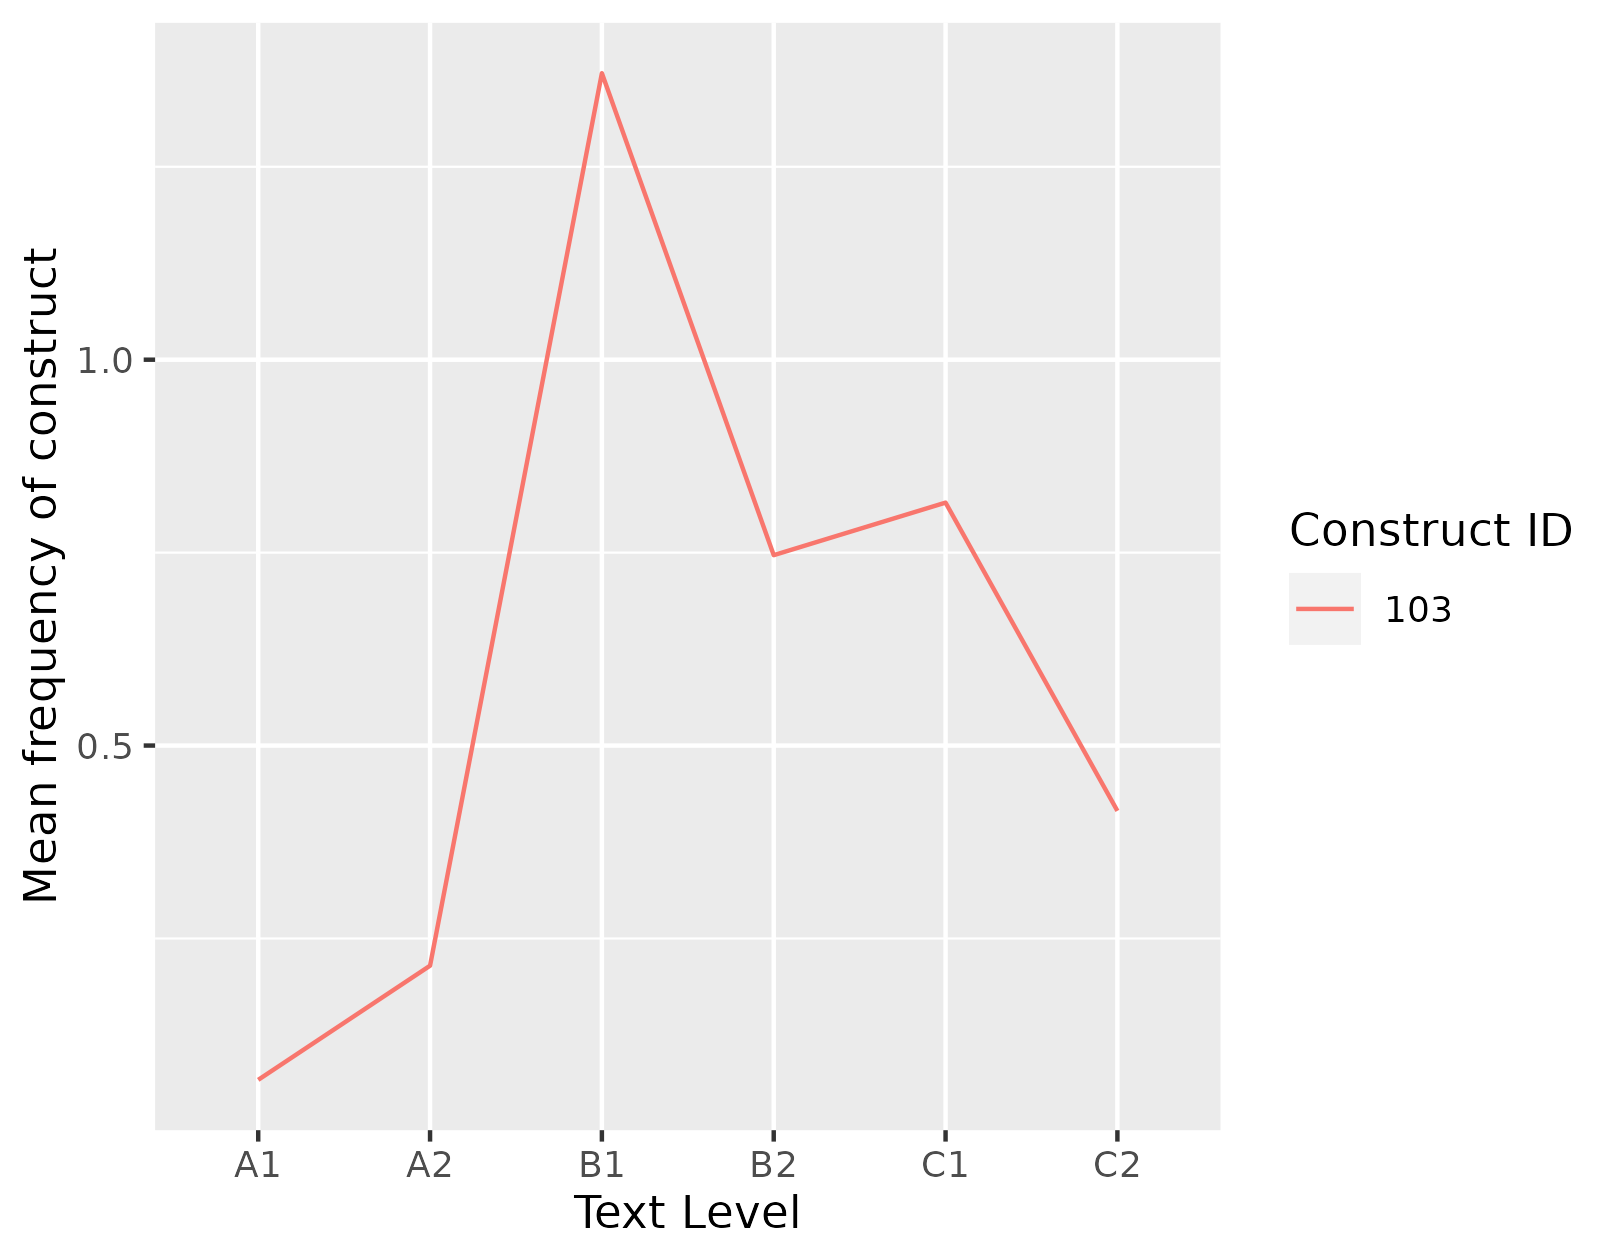 Mean frequency of construct
1.0
0.5
A1 A2 B1 B2 C1 C2
Text Level
Construct ID
103